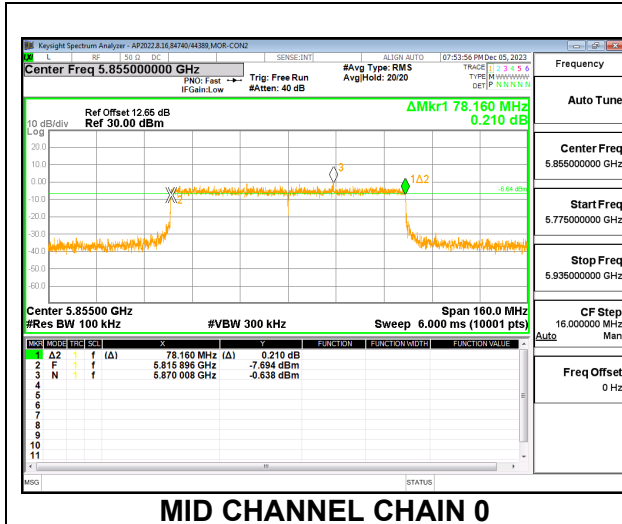 Keysight Spectrum Analyzer - AP2022.8.16,84740/44389,MOR-CON2
L RF 50 Ω DC SENSE:INT ALIGN AUTO 07:53:56 PM Dec 05, 2023
Center Freq 5.855000000 GHz
PNO: Fast
IFGain:Low
Trig: Free Run
#Atten: 40 dB
#Avg Type: RMS
Avg|Hold: 20/20
TRACE 1 2 3 4 5 6
TYPE M W W W W W
DET P N N N N N
Ref Offset 12.65 dB
Ref 30.00 dBm
10 dB/div
Log
ΔMkr1 78.160 MHz
0.210 dB
20.0
10.0
0.00
-10.0
-20.0
-30.0
-40.0
-50.0
-60.0
2
3
1Δ2
-6.64 dBm
Center 5.85500 GHz
Span 160.0 MHz
#Res BW 100 kHz
#VBW 300 kHz
Sweep 6.000 ms (10001 pts)
MKR MODE TRC SCL X Y FUNCTION FUNCTION WIDTH FUNCTION VALUE
1 Δ2 1 f (Δ) 78.160 MHz (Δ) 0.210 dB
2 F 1 f 5.815 896 GHz -7.694 dBm
3 N 1 f 5.870 008 GHz -0.638 dBm
4
5
6
7
8
9
10
11
MSG
STATUS
Frequency
Auto Tune
Center Freq
5.855000000 GHz
Start Freq
5.775000000 GHz
Stop Freq
5.935000000 GHz
CF Step
16.000000 MHz
Auto Man
Freq Offset
0 Hz
MID CHANNEL CHAIN 0